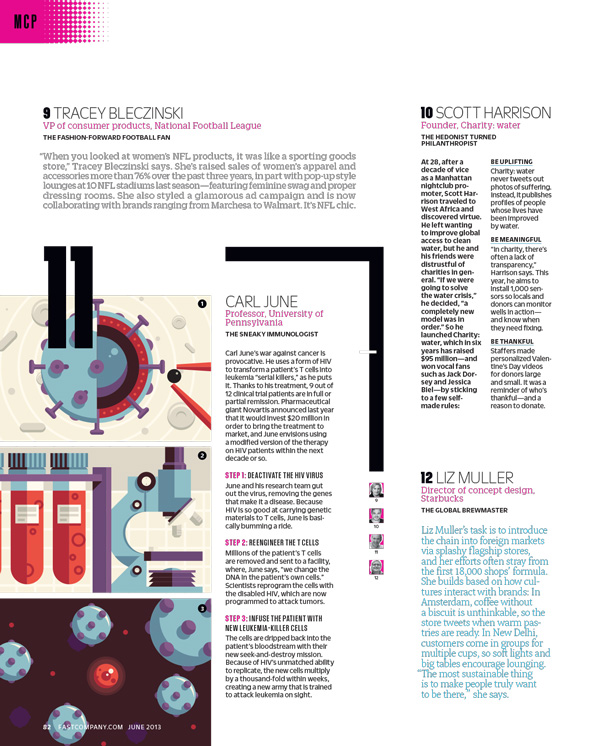 MCP
9 TRACEY BLECZINSKI
VP of consumer products, National Football League
THE FASHION-FORWARD FOOTBALL FAN
"When you looked at women's NFL products, it was like a sporting goods
store," Tracey Bleczinski says. She's raised sales of women's apparel and
accessories more than 76% over the past three years, in part with pop-up style
lounges at 10 NFL stadiums last season—featuring feminine swag and proper
dressing rooms. She also styled a glamorous ad campaign and is now
collaborating with brands ranging from Marchesa to Walmart. It's NFL chic.
10 SCOTT HARRISON
Founder, Charity: water
THE HEDONIST TURNED
PHILANTHROPIST
At 28, after a
decade of vice
as a Manhattan
nightclub pro-
moter, Scott Har-
rison traveled to
West Africa and
discovered virtue.
He left wanting
to improve global
access to clean
water, but he and
his friends were
distrustful of
charities in gen-
eral. "If we were
going to solve
the water crisis,"
he decided, "a
completely new
model was in
order." So he
launched Charity:
water, which in six
years has raised
$95 million—and
won vocal fans
such as Jack Dor-
sey and Jessica
Biel—by sticking
to a few self-
made rules:
BE UPLIFTING
Charity: water
never tweets out
photos of suffering.
Instead, it publishes
profiles of people
whose lives have
been improved
by water.
BE MEANINGFUL
"In charity, there's
often a lack of
transparency,"
Harrison says. This
year, he aims to
install 1,000 sen-
sors so locals and
donors can monitor
wells in action—
and know when
they need fixing.
BE THANKFUL
Staffers made
personalized Valen-
tine's Day videos
for donors large
and small. It was a
reminder of who's
thankful—and a
reason to donate.
11
1
2
3
CARL JUNE
Professor, University of
Pennsylvania
THE SNEAKY IMMUNOLOGIST
Carl June's war against cancer is
provocative. He uses a form of HIV
to transform a patient's T cells into
leukemia "serial killers," as he puts
it. Thanks to his treatment, 9 out of
12 clinical trial patients are in full or
partial remission. Pharmaceutical
giant Novartis announced last year
that it would invest $20 million in
order to bring the treatment to
market, and June envisions using
a modified version of the therapy
on HIV patients within the next
decade or so.
STEP 1: DEACTIVATE THE HIV VIRUS
June and his research team gut
out the virus, removing the genes
that make it a disease. Because
HIV is so good at carrying genetic
materials to T cells, June is basi-
cally bumming a ride.
STEP 2: REENGINEER THE T CELLS
Millions of the patient's T cells
are removed and sent to a facility,
where, June says, "we change the
DNA in the patient's own cells."
Scientists reprogram the cells with
the disabled HIV, which are now
programmed to attack tumors.
STEP 3: INFUSE THE PATIENT WITH
NEW LEUKEMIA-KILLER CELLS
The cells are dripped back into the
patient's bloodstream with their
new seek-and-destroy mission.
Because of HIV's unmatched ability
to replicate, the new cells multiply
by a thousand-fold within weeks,
creating a new army that is trained
to attack leukemia on sight.
9
10
11
12
12 LIZ MULLER
Director of concept design,
Starbucks
THE GLOBAL BREWMASTER
Liz Muller's task is to introduce
the chain into foreign markets
via splashy flagship stores,
and her efforts often stray from
the first 18,000 shops' formula.
She builds based on how cul-
tures interact with brands: In
Amsterdam, coffee without
a biscuit is unthinkable, so the
store tweets when warm pas-
tries are ready. In New Delhi,
customers come in groups for
multiple cups, so soft lights and
big tables encourage lounging.
"The most sustainable thing
is to make people truly want
to be there," she says.
82 FASTCOMPANY.COM JUNE 2013